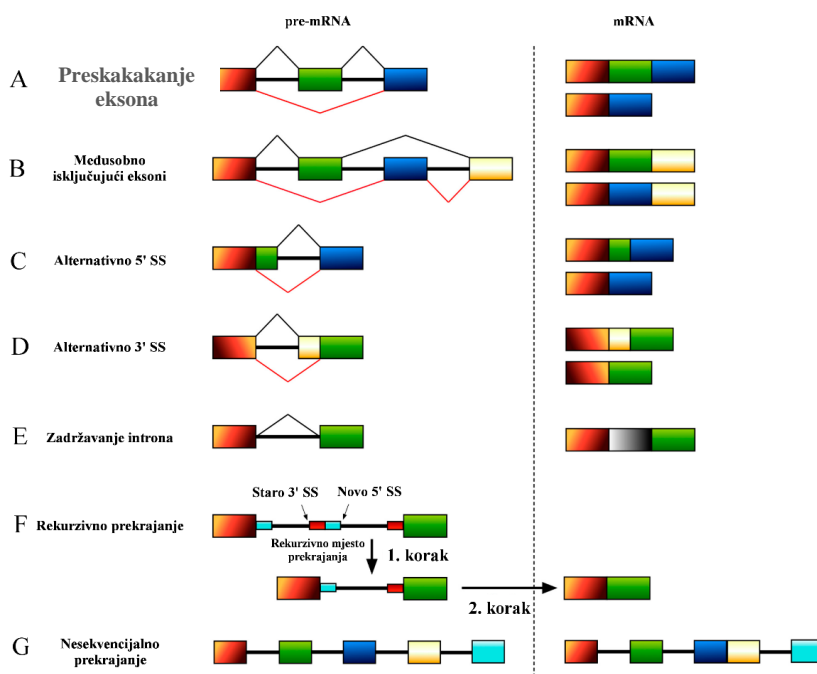 pre-mRNA
mRNA
A
Preskakakanje
eksona
B
Međusobno
isključujući eksoni
C
Alternativno 5' SS
D
Alternativno 3' SS
E
Zadržavanje introna
Staro 3' SS
Novo 5' SS
F
Rekurzivno prekrajanje
Rekurzivno mjesto
prekrajanja
1. korak
2. korak
G
Nesekvencijalno
prekrajanje